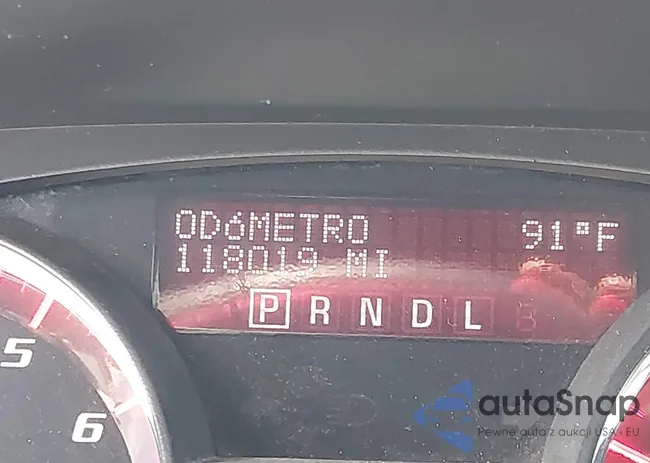 ODóMETRO 91°F
118019 MI
P R N D L
5
6
autaSnap
Pewne auta z aukcji USA i EU